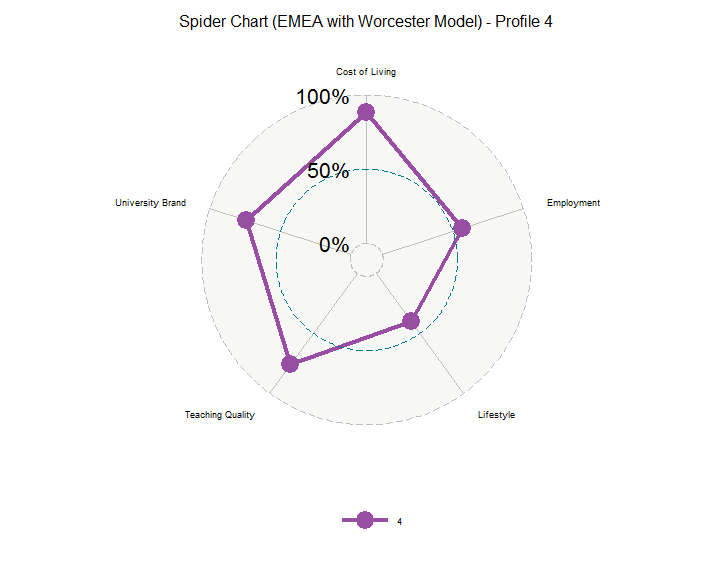 Spider Chart (EMEA with Worcester Model) - Profile 4
Cost of Living
100%
50%
University Brand
Employment
0%
Teaching Quality
Lifestyle
4